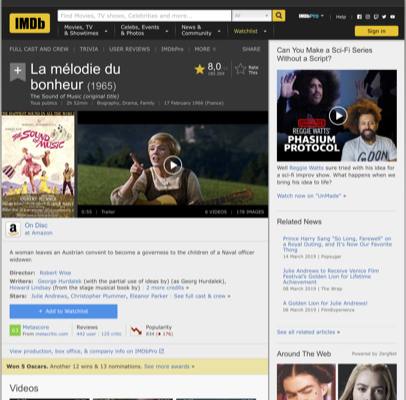 IMDb
Find Movies, TV shows, Celebrities and more...
All
IMDbPro
Help
Movies, TV
& Showtimes
Celebs, Events
& Photos
News &
Community
Watchlist
Sign in
FULL CAST AND CREW | TRIVIA | USER REVIEWS | IMDbPro | MORE
SHARE
La mélodie du
bonheur (1965)
The Sound of Music (original title)
Tous publics | 2h 52min | Biography, Drama, Family | 17 February 1966 (France)
8,0
Rate
This
THE
SOUND OF
MUSIC
0:55 | Trailer
6 VIDEOS | 178 IMAGES
On Disc
at Amazon
A woman leaves an Austrian convent to become a governess to the children of a Naval officer
widower.
Director: Robert Wise
Writers: George Hurdalek (with the partial use of ideas by) (as Georg Hurdalek),
Howard Lindsay (from the stage musical book by) | 2 more credits »
Stars: Julie Andrews, Christopher Plummer, Eleanor Parker | See full cast & crew »
+ Add to Watchlist
63
Metascore
From metacritic.com
Reviews
442 user | 125 critic
Popularity
834 (176)
View production, box office, & company info on IMDbPro
Won 5 Oscars. Another 12 wins & 13 nominations. See more awards »
Videos
Can You Make a Sci-Fi Series
Without a Script?
REGGIE WATTS'
PHASIUM
PROTOCOL
Well Reggie Watts sure tried with his idea for
a sci-fi improv show. What happens when we
bring his idea to life?
Watch now on "UnMade" »
Related News
Prince Harry Sang "So Long, Farewell" on
a Royal Outing, and It's Now Our Favorite
Thing
14 March 2019 | Popsugar
Julie Andrews to Receive Venice Film
Festival's Golden Lion for Lifetime
Achievement
08 March 2019 | The Wrap
A Golden Lion for Julie Andrews!
08 March 2019 | FilmExperience
See all related articles »
Around The Web
Powered by ZergNet